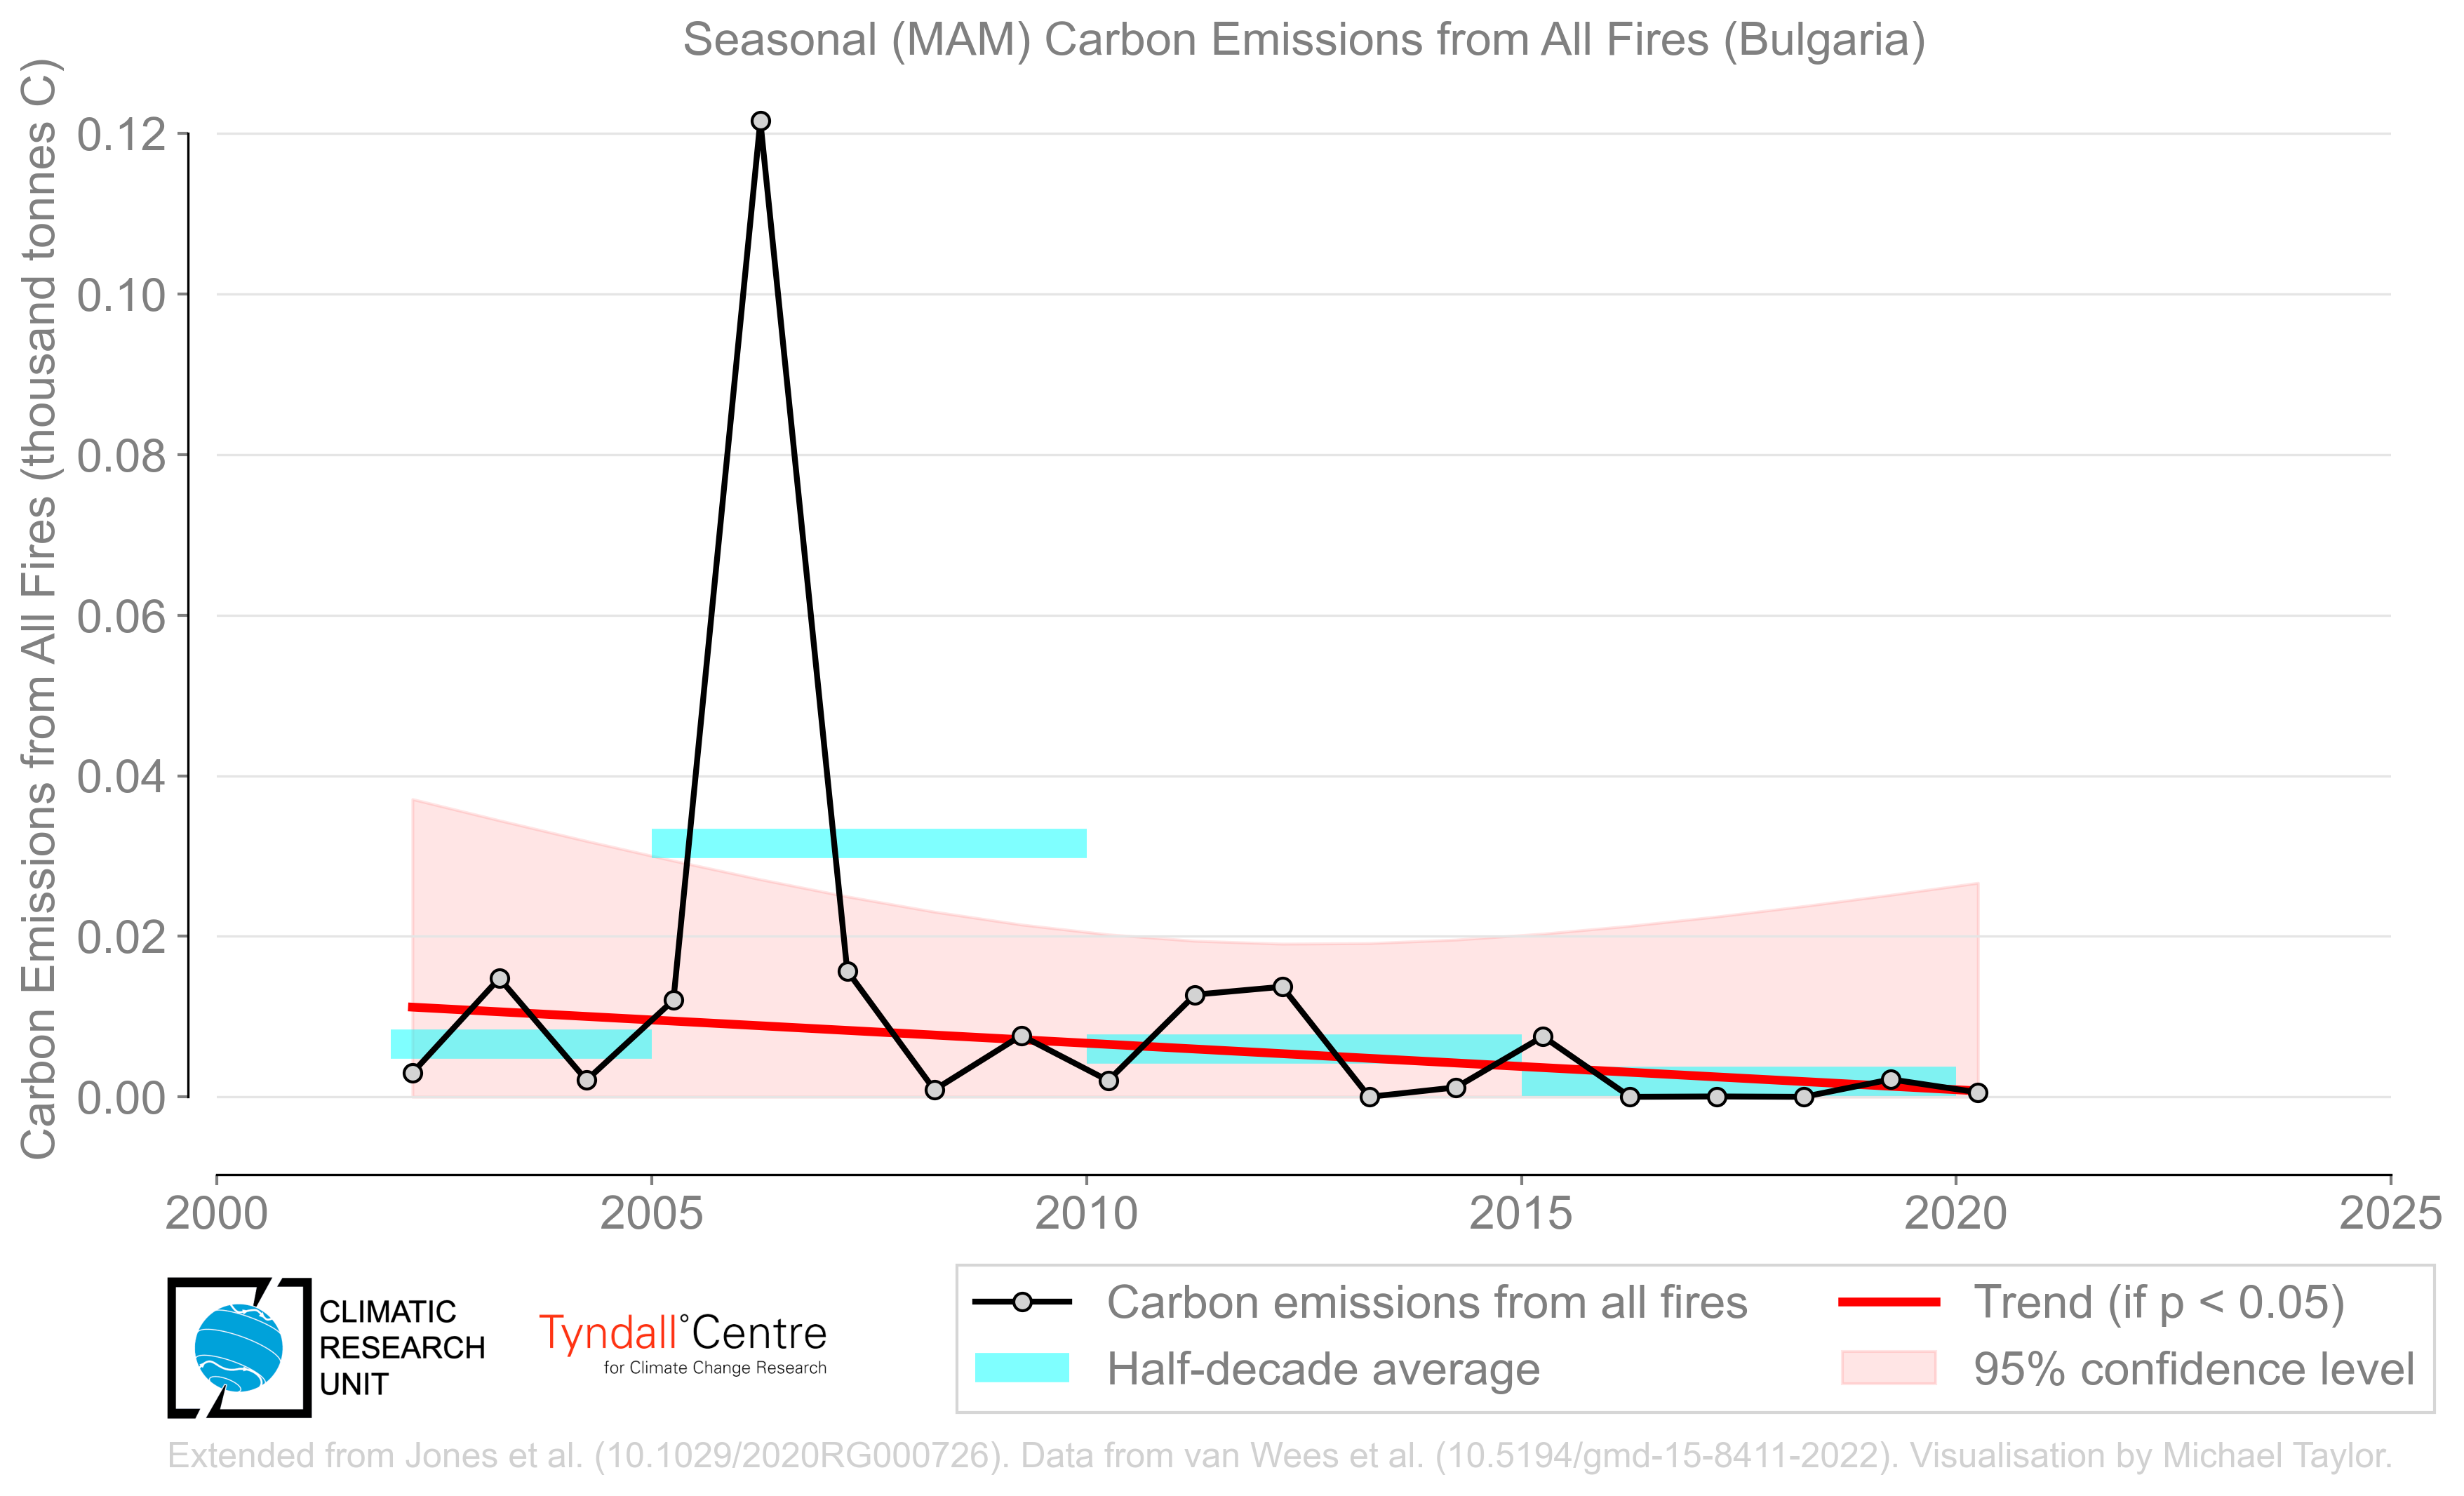 Seasonal (MAM) Carbon Emissions from All Fires (Bulgaria)
Carbon Emissions from All Fires (thousand tonnes C)
0.12
0.10
0.08
0.06
0.04
0.02
0.00
2000
2005
2010
2015
2020
2025
CLIMATIC
RESEARCH
UNIT
Tyndall°Centre
for Climate Change Research
Carbon emissions from all fires
Half-decade average
Trend (if p < 0.05)
95% confidence level
Extended from Jones et al. (10.1029/2020RG000726). Data from van Wees et al. (10.5194/gmd-15-8411-2022). Visualisation by Michael Taylor.